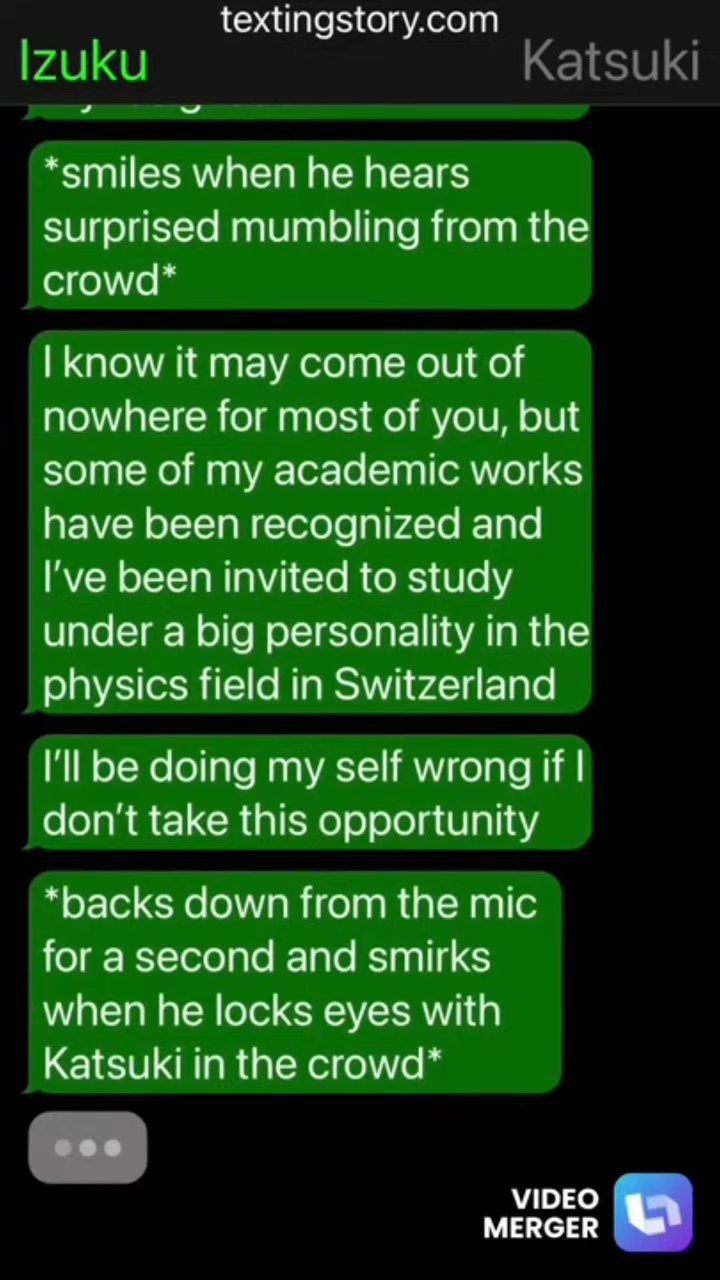 textingstory.com
Izuku
Katsuki
*smiles when he hears
surprised mumbling from the
crowd*
I know it may come out of
nowhere for most of you, but
some of my academic works
have been recognized and
I've been invited to study
under a big personality in the
physics field in Switzerland
I'll be doing my self wrong if I
don't take this opportunity
*backs down from the mic
for a second and smirks
when he locks eyes with
Katsuki in the crowd*
VIDEO
MERGER